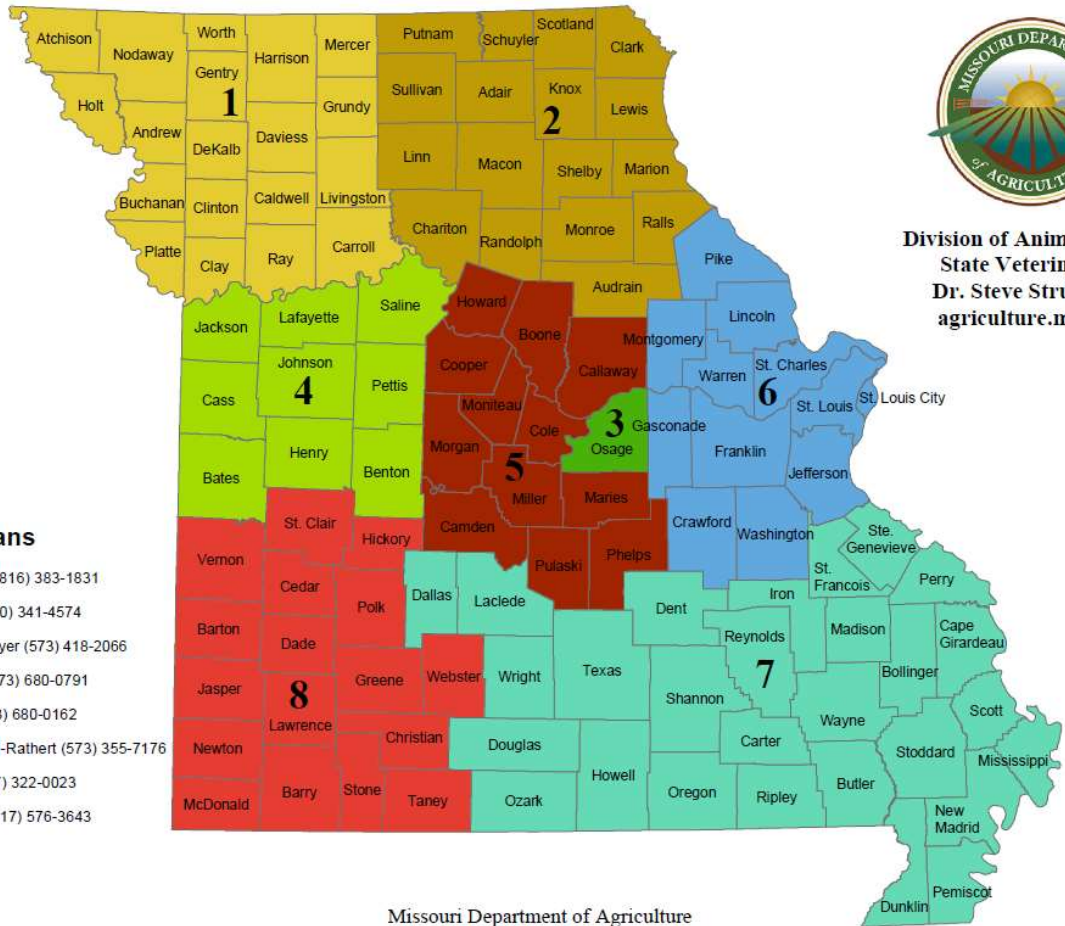 Atchison
Nodaway
Worth
Harrison
Mercer
Gentry
Holt
1
Grundy
Andrew
DeKalb
Daviess
Buchanan
Clinton
Caldwell
Livingston
Platte
Clay
Ray
Carroll
Putnam
Schuyler
Scotland
Clark
Sullivan
Adair
Knox
Lewis
2
Linn
Macon
Shelby
Marion
Chariton
Randolph
Monroe
Ralls
Audrain
MISSOURI DEPAR
of AGRICULT
Division of Anim
State Veterin
Dr. Steve Stru
agriculture.m
Jackson
Lafayette
Saline
Johnson
Cass
4
Pettis
Bates
Henry
Benton
Howard
Boone
Cooper
Callaway
Moniteau
Morgan
Cole
5
Miller
Maries
Camden
Pulaski
Phelps
3
Osage
Pike
Lincoln
Montgomery
Warren
St. Charles
6
St. Louis
St. Louis City
Gasconade
Franklin
Jefferson
Crawford
Washington
ans
816) 383-1831
0) 341-4574
yer (573) 418-2066
73) 680-0791
3) 680-0162
-Rathert (573) 355-7176
7) 322-0023
17) 576-3643
Vernon
St. Clair
Hickory
Cedar
Polk
Barton
Dade
Jasper
8
Greene
Webster
Lawrence
Newton
Christian
McDonald
Barry
Stone
Taney
Dallas
Laclede
Dent
Iron
St.
Francois
Ste.
Genevieve
Perry
Wright
Texas
Reynolds
Madison
Cape
Girardeau
Shannon
7
Bollinger
Wayne
Scott
Douglas
Carter
Stoddard
Mississippi
Howell
Ozark
Oregon
Ripley
Butler
New
Madrid
Dunklin
Pemiscot
Missouri Department of Agriculture